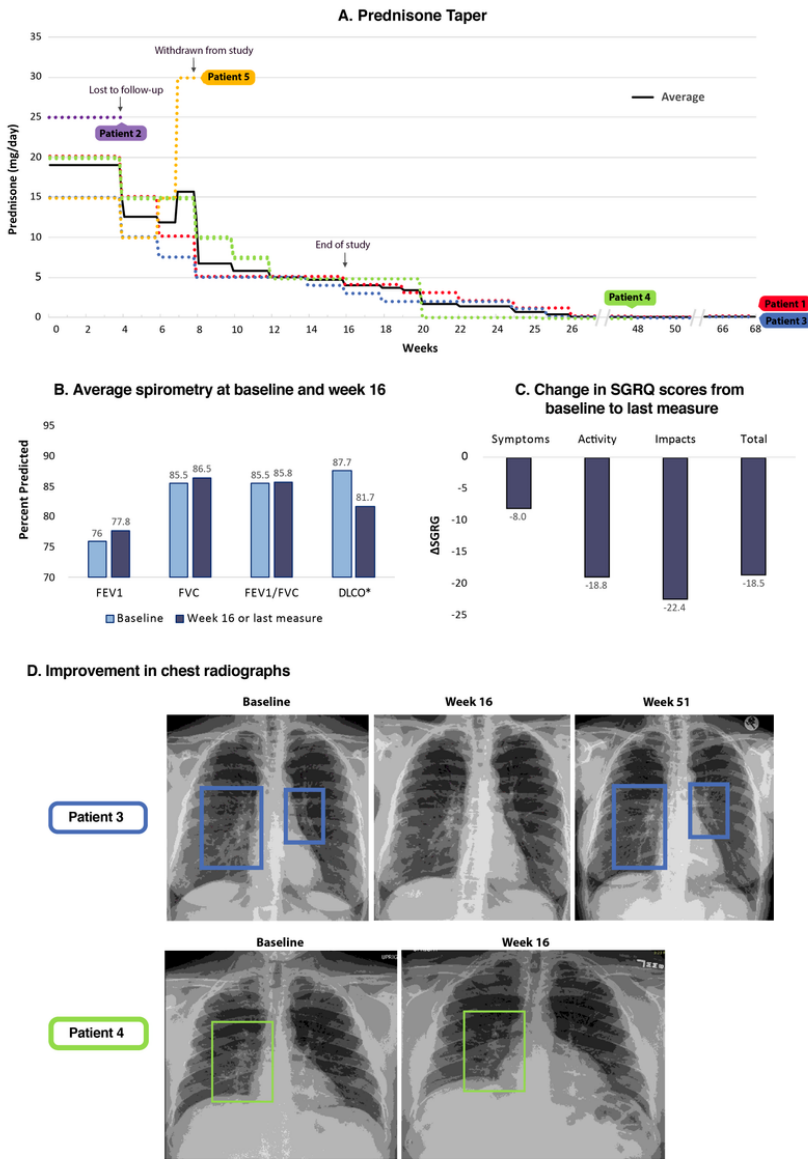 A. Prednisone Taper
35
30
25
20
15
10
5
0
Prednisone (mg/day)
Withdrawn from study
Patient 5
Lost to follow-up
Patient 2
Average
End of study
Patient 4
Patient 1
Patient 3
0 2 4 6 8 10 12 14 16 18 20 22 24 25 26 48 50 66 68
Weeks
B. Average spirometry at baseline and week 16
95
90
85
80
75
70
Percent Predicted
76 77.8 85.5 86.5 85.5 85.8 87.7 81.7
FEV1 FVC FEV1/FVC DLCO*
Baseline Week 16 or last measure
C. Change in SGRQ scores from
baseline to last measure
Symptoms Activity Impacts Total
0
-5
-10
-15
-20
-25
ΔSGRG
-8.0
-18.8
-22.4
-18.5
D. Improvement in chest radiographs
Baseline Week 16 Week 51
Patient 3
Baseline Week 16
Patient 4